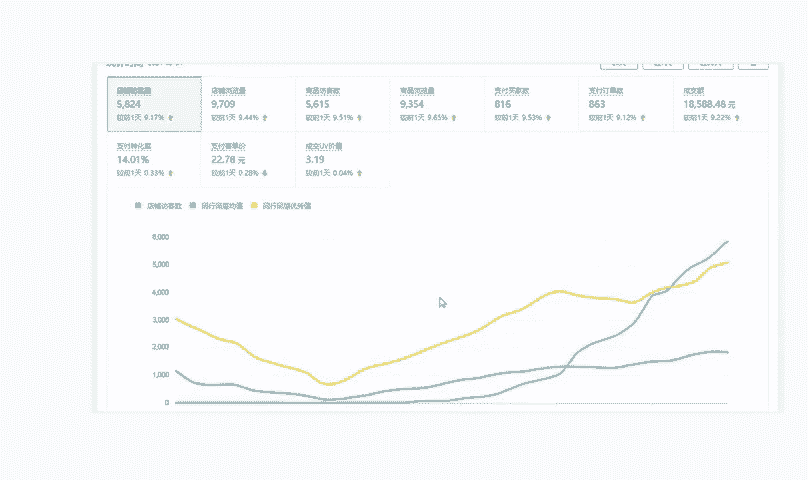 店铺访客数 店铺浏览量 商品访客数 商品浏览量 支付买家数 支付订单数 成交额
5,824 9,709 5,615 9,354 816 863 18,588.48 元
较前1天 9.17% 较前1天 9.44% 较前1天 9.51% 较前1天 9.65% 较前1天 9.53% 较前1天 9.12% 较前1天 9.22%
支付转化率 支付客单价 成交UV价值
14.01% 22.78 元 3.19
较前1天 0.33% 较前1天 0.28% 较前1天 0.04%
店铺访客数 同行同层均值 同行同层优秀值
6,000
5,000
4,000
3,000
2,000
1,000
0